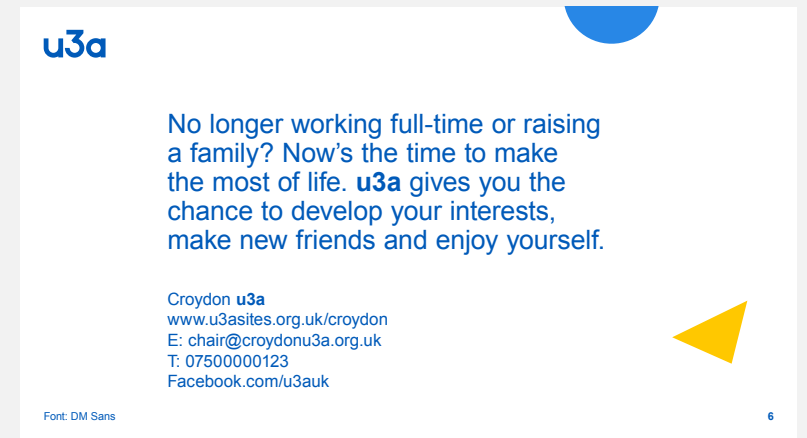 u3a
No longer working full-time or raising
a family? Now's the time to make
the most of life. u3a gives you the
chance to develop your interests,
make new friends and enjoy yourself.
Croydon u3a
www.u3asites.org.uk/croydon
E: chair@croydonu3a.org.uk
T: 07500000123
Facebook.com/u3auk
Font: DM Sans
6